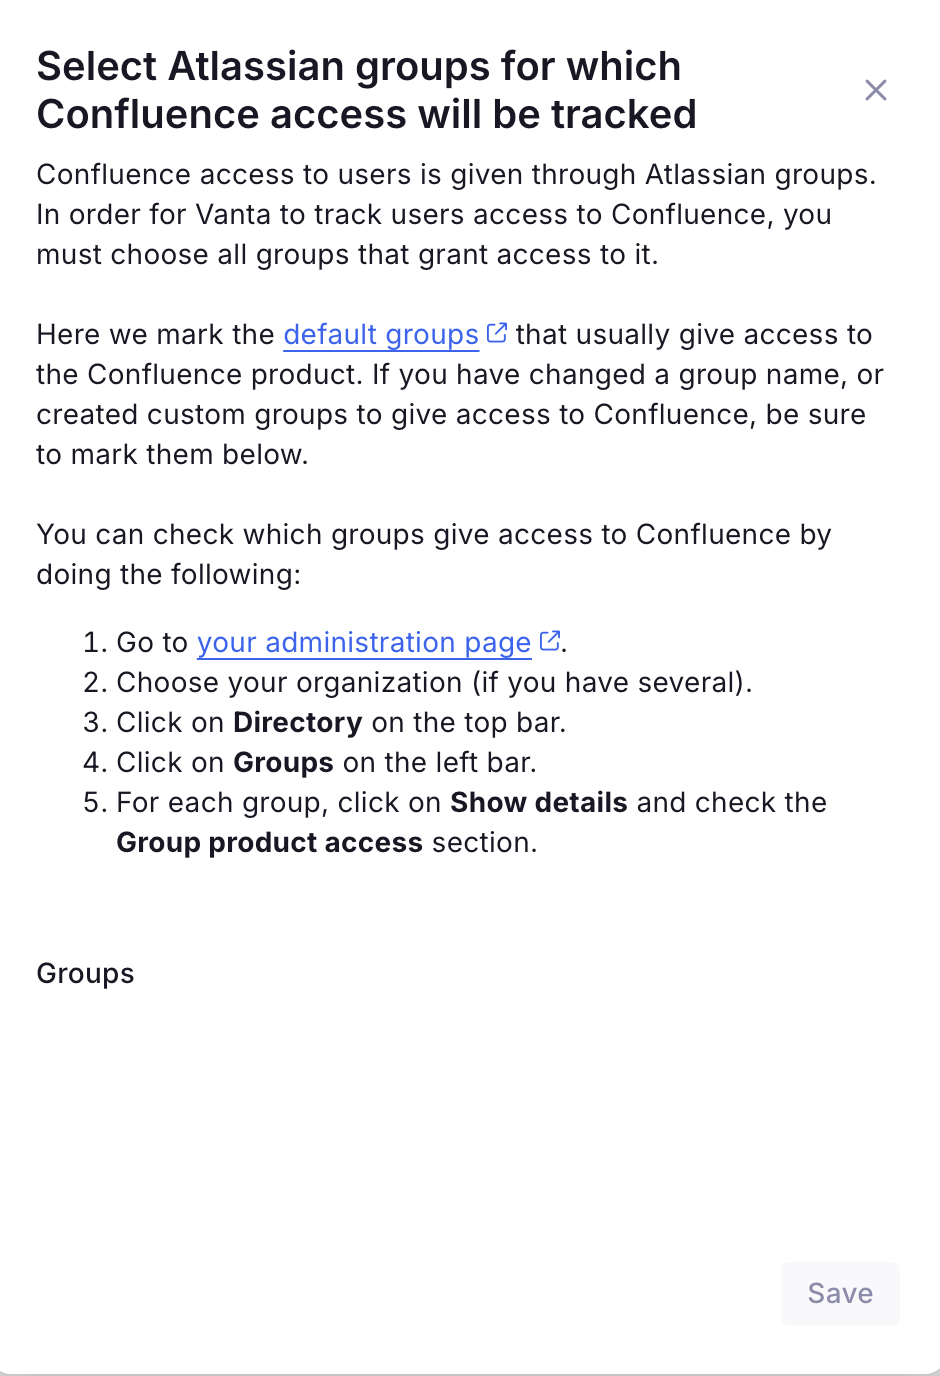 Select Atlassian groups for which
Confluence access will be tracked
Confluence access to users is given through Atlassian groups.
In order for Vanta to track users access to Confluence, you
must choose all groups that grant access to it.
Here we mark the default groups that usually give access to
the Confluence product. If you have changed a group name, or
created custom groups to give access to Confluence, be sure
to mark them below.
You can check which groups give access to Confluence by
doing the following:
1. Go to your administration page.
2. Choose your organization (if you have several).
3. Click on Directory on the top bar.
4. Click on Groups on the left bar.
5. For each group, click on Show details and check the
Group product access section.
Groups
Save